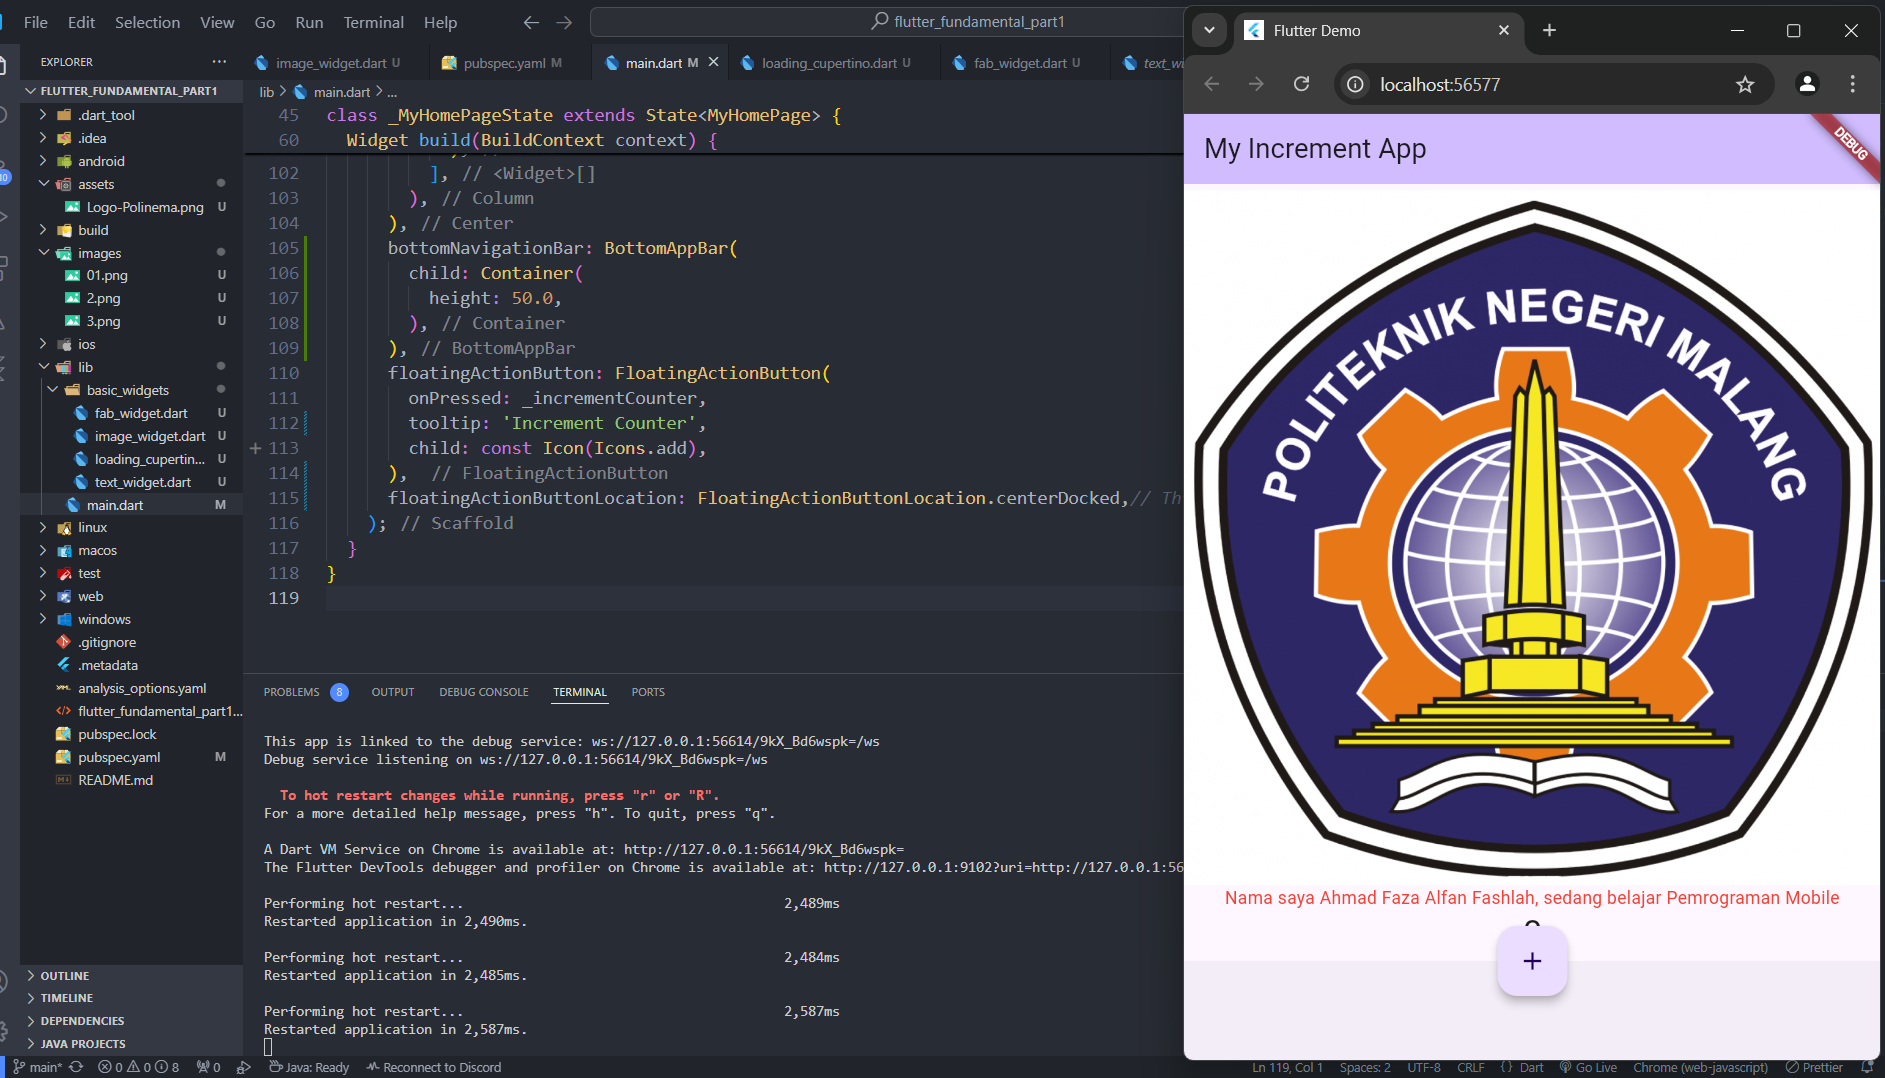 File Edit Selection View Go Run Terminal Help
flutter_fundamental_part1
EXPLORER
FLUTTER_FUNDAMENTAL_PART1
.dart_tool
.idea
android
assets
Logo-Polinema.png U
build
images
01.png U
2.png U
3.png U
ios
lib
basic_widgets
fab_widget.dart U
image_widget.dart U
loading_cupertin... U
text_widget.dart U
main.dart M
linux
macos
test
web
windows
.gitignore
.metadata
analysis_options.yaml
flutter_fundamental_part1...
pubspec.lock
pubspec.yaml M
README.md
OUTLINE
TIMELINE
DEPENDENCIES
JAVA PROJECTS
image_widget.dart U pubspec.yaml M main.dart M loading_cupertino.dart U fab_widget.dart U
lib > main.dart > ...
45 class _MyHomePageState extends State<MyHomePage> {
60 Widget build(BuildContext context) {
102 ], // <Widget>[]
103 ), // Column
104 ), // Center
105 bottomNavigationBar: BottomAppBar(
106 child: Container(
107 height: 50.0,
108 ), // Container
109 ), // BottomAppBar
110 floatingActionButton: FloatingActionButton(
111 onPressed: _incrementCounter,
112 tooltip: 'Increment Counter',
113 child: const Icon(Icons.add),
114 ), // FloatingActionButton
115 floatingActionButtonLocation: FloatingActionButtonLocation.centerDocked,// Th
116 ); // Scaffold
117 }
118 }
119
PROBLEMS 8 OUTPUT DEBUG CONSOLE TERMINAL PORTS
This app is linked to the debug service: ws://127.0.0.1:56614/9kX_Bd6wspk=/ws
Debug service listening on ws://127.0.0.1:56614/9kX_Bd6wspk=/ws
To hot restart changes while running, press "r" or "R".
For a more detailed help message, press "h". To quit, press "q".
A Dart VM Service on Chrome is available at: http://127.0.0.1:56614/9kX_Bd6wspk=
The Flutter DevTools debugger and profiler on Chrome is available at: http://127.0.0.1:9102?uri=http://127.0.0.1:56
Performing hot restart... 2,489ms
Restarted application in 2,490ms.
Performing hot restart... 2,484ms
Restarted application in 2,485ms.
Performing hot restart... 2,587ms
Restarted application in 2,587ms.
Flutter Demo
localhost:56577
My Increment App
DEBUG
POLITEKNIK NEGERI MALANG
Nama saya Ahmad Faza Alfan Fashlah, sedang belajar Pemrograman Mobile
main* 0 0 8 0 Java: Ready Reconnect to Discord Ln 119, Col 1 Spaces: 2 UTF-8 CRLF {} Dart Go Live Chrome (web-javascript) Prettier